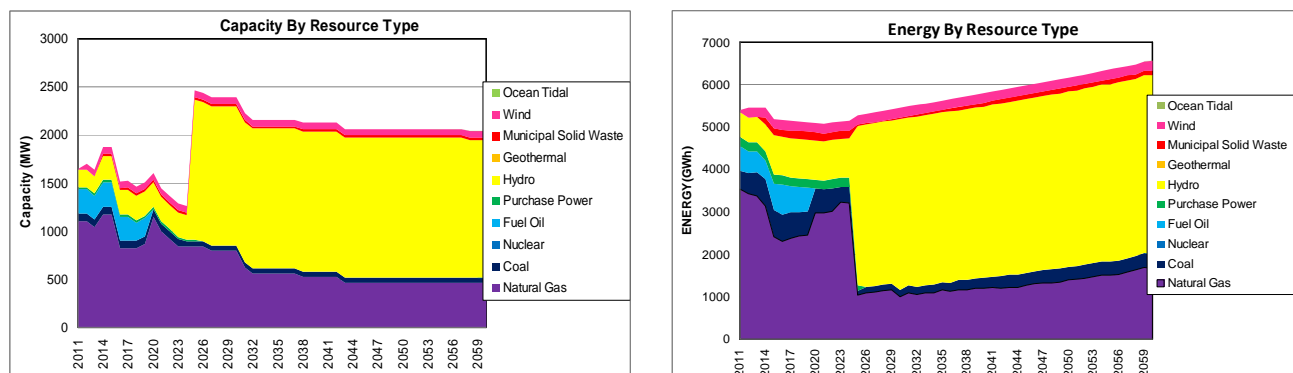 Capacity By Resource Type
3000
2500
2000
1500
1000
500
0
Capacity (MW)
2011
2014
2017
2020
2023
2026
2029
2032
2035
2038
2041
2044
2047
2050
2053
2056
2059
Ocean Tidal
Wind
Municipal Solid Waste
Geothermal
Hydro
Purchase Power
Fuel Oil
Nuclear
Coal
Natural Gas
Energy By Resource Type
7000
6000
5000
4000
3000
2000
1000
0
ENERGY (GWh)
2011
2014
2017
2020
2023
2026
2029
2032
2035
2038
2041
2044
2047
2050
2053
2056
2059
Ocean Tidal
Wind
Municipal Solid Waste
Geothermal
Hydro
Purchase Power
Fuel Oil
Nuclear
Coal
Natural Gas